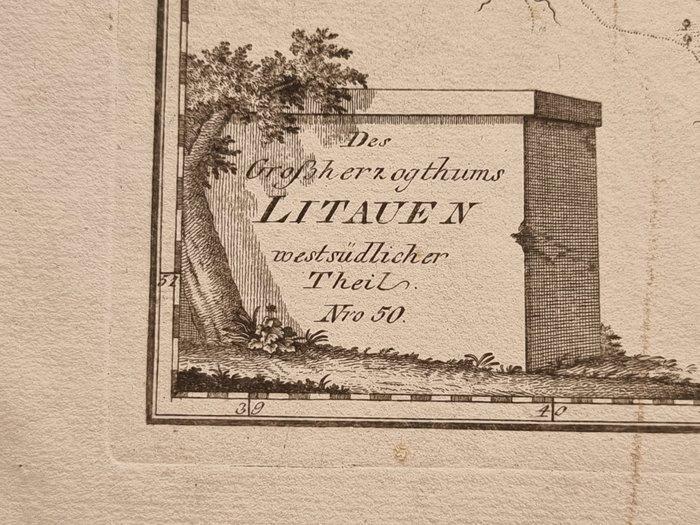 Des
Großherzogthums
LITAUEN
westsüdlicher
Theil.
Nro 50.
51
39
40